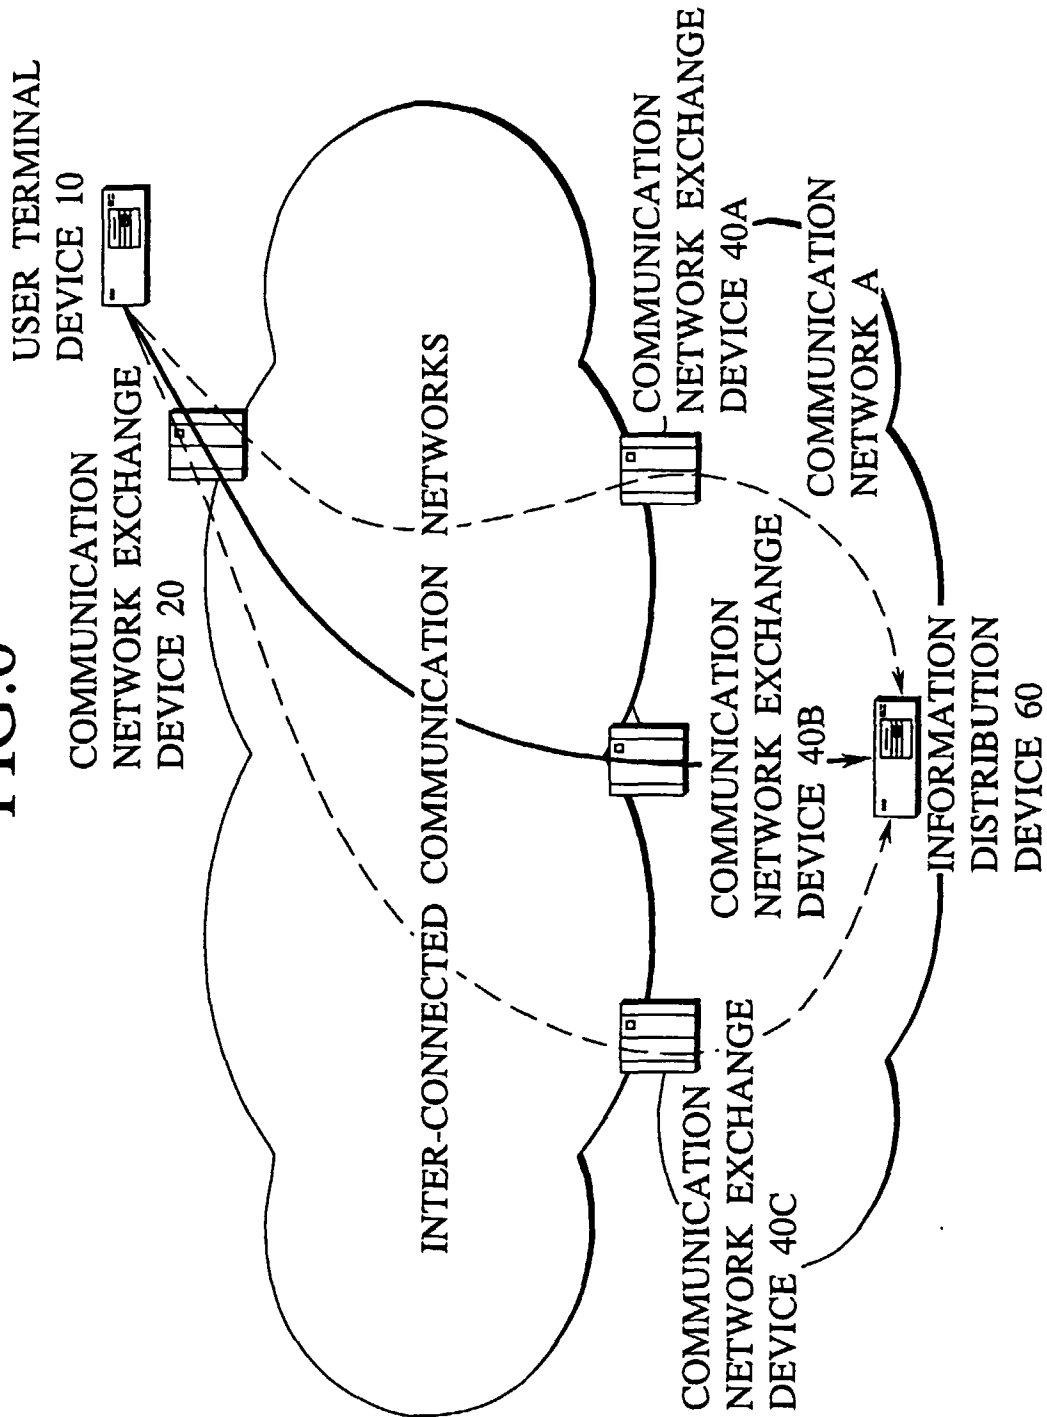 FIG.
USER TERMINAL
DEVICE 10
COMMUNICATION
NETWORK EXCHANGE
DEVICE 20
INTER-CONNECTED COMMUNICATION NETWORKS
COMMUNICATION
NETWORK EXCHANGE
DEVICE 40C
COMMUNICATION
NETWORK EXCHANGE
DEVICE 40B
COMMUNICATION
NETWORK EXCHANGE
DEVICE 40A
COMMUNICATION
NETWORK A
INFORMATION
DISTRIBUTION
DEVICE 60